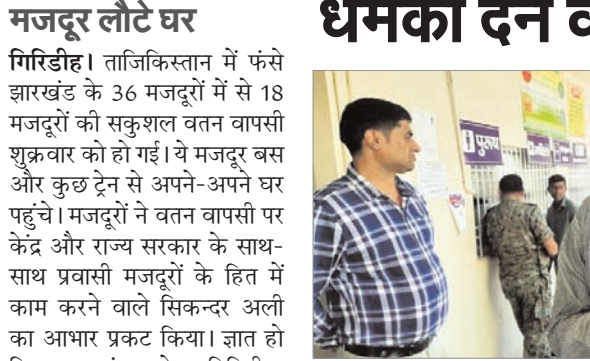 मजदूर लौटे घर
गिरिडीह। ताजिकिस्तान में फंसे
झारखंड के 36 मजदूरों में से 18
मजदूरों की सकुशल वतन वापसी
शुक्रवार को हो गई। ये मजदूर बस
और कुछ ट्रेन से अपने-अपने घर
पहुंचे। मजदूरों ने वतन वापसी पर
केंद्र और राज्य सरकार के साथ-
साथ प्रवासी मजदूरों के हित में
काम करने वाले सिकन्दर अली
का आभार प्रकट किया। ज्ञात हो
पुरुष